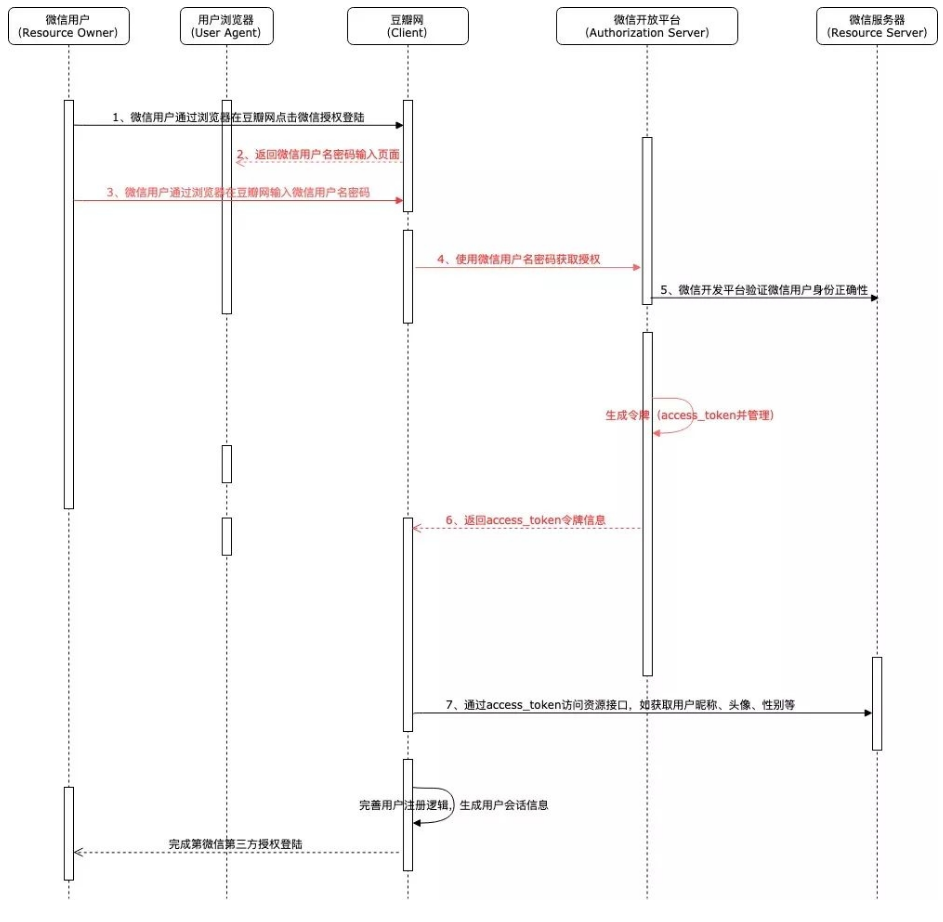 微信用户
(Resource Owner)
用户浏览器
(User Agent)
豆瓣网
(Client)
微信开放平台
(Authorization Server)
微信服务器
(Resource Server)
1、微信用户通过浏览器在豆瓣网点击微信授权登陆
2、返回微信用户名密码输入页面
3、微信用户通过浏览器在豆瓣网输入微信用户名密码
4、使用微信用户名密码获取授权
5、微信开发平台验证微信用户身份正确性
生成令牌（access_token并管理）
6、返回access_token令牌信息
7、通过access_token访问资源接口，如获取用户昵称、头像、性别等
完善用户注册逻辑，生成用户会话信息
完成第微信第三方授权登陆